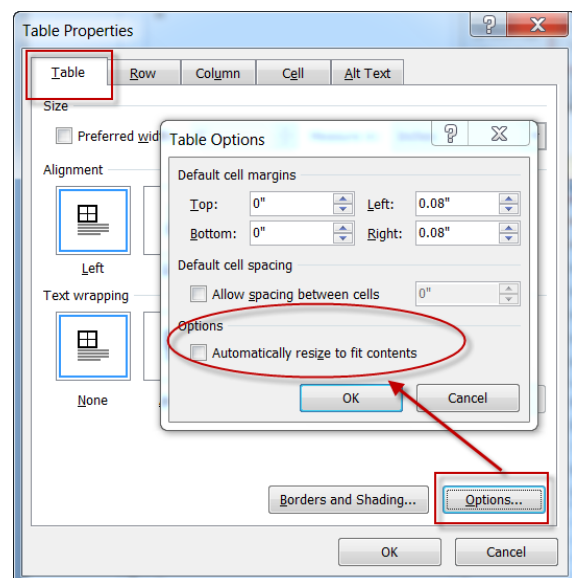 Table Properties
Table Row Column Cell Alt Text
Size
Preferred
Table Options
Default cell margins
Top: 0" Left: 0.08"
Bottom: 0" Right: 0.08"
Default cell spacing
Allow spacing between cells 0"
Options
Automatically resize to fit contents
OK Cancel
Alignment
Left
Text wrapping
None
Borders and Shading... Options...
OK Cancel